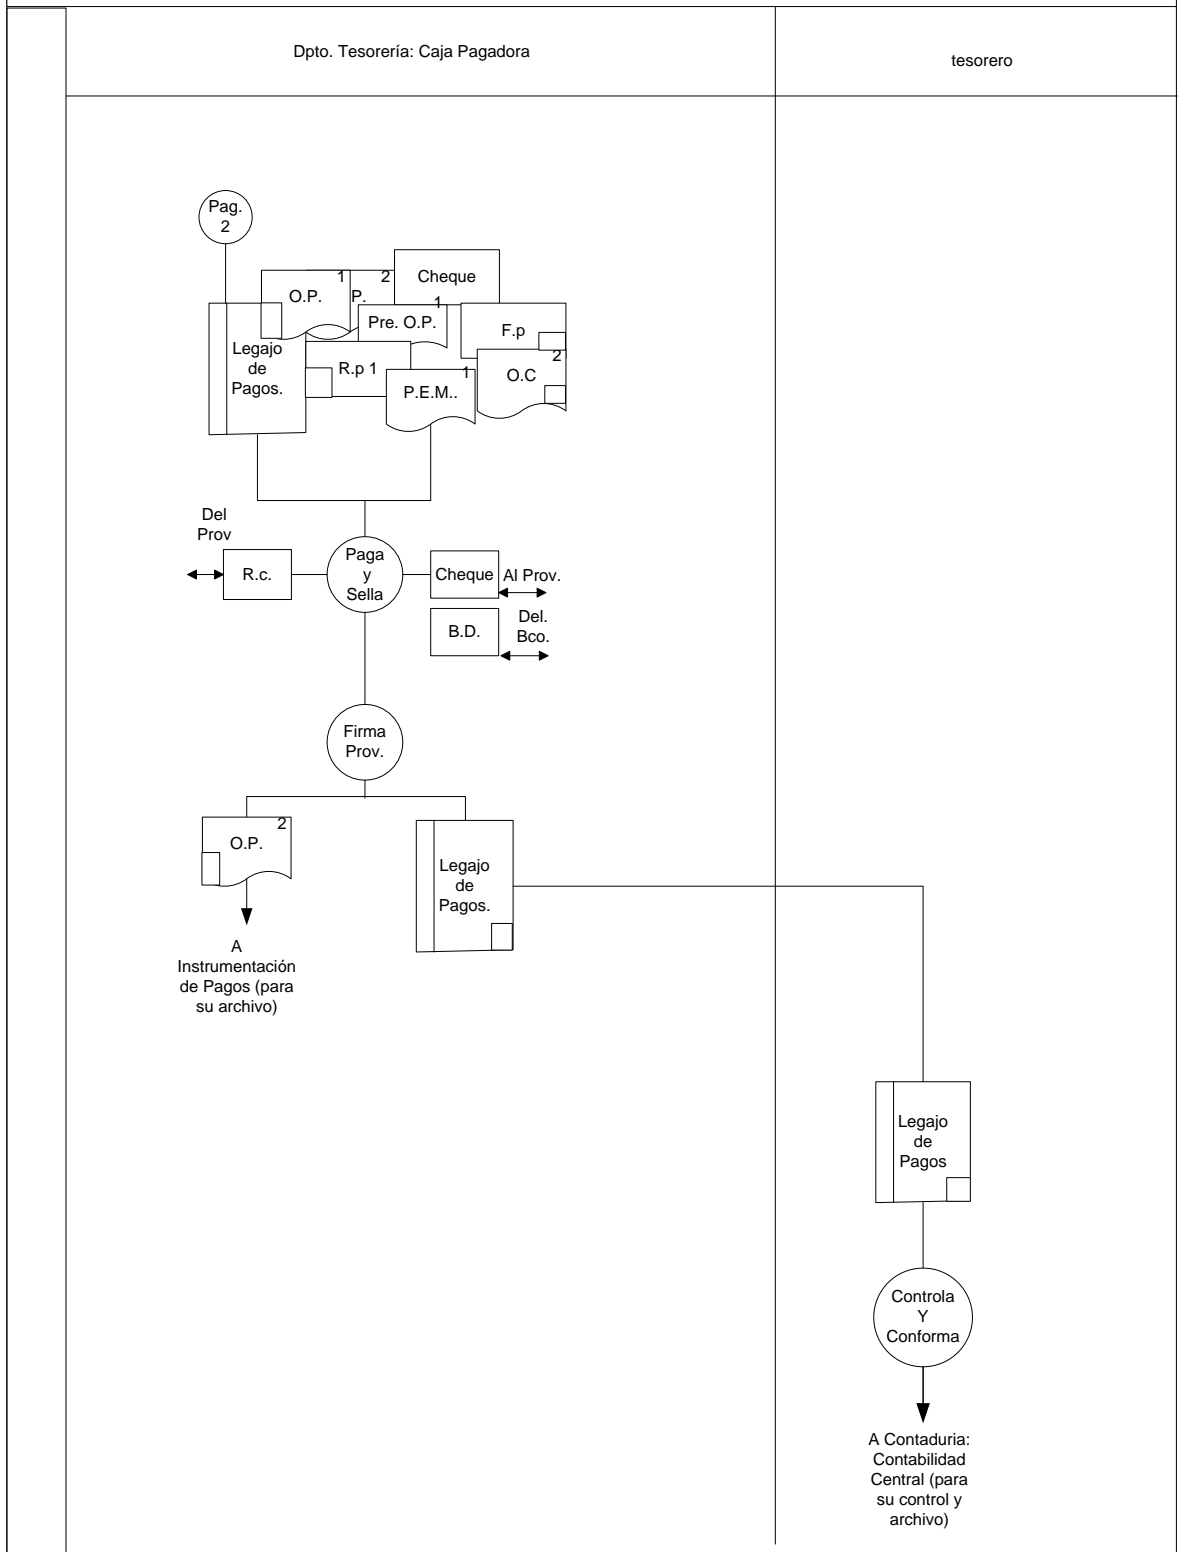 Dpto. Tesorería: Caja Pagadora
tesorero
Pag.
2
1
2
Cheque
O.P.
P.
1
Pre. O.P.
F.p
Legajo
de
Pagos.
R.p 1
2
O.C
1
P.E.M..
Del
Prov
R.c.
Paga
y
Sella
Cheque
Al Prov.
B.D.
Del.
Bco.
Firma
Prov.
2
O.P.
Legajo
de
Pagos.
A
Instrumentación
de Pagos (para
su archivo)
Legajo
de
Pagos
Controla
Y
Conforma
A Contaduria:
Contabilidad
Central (para
su control y
archivo)